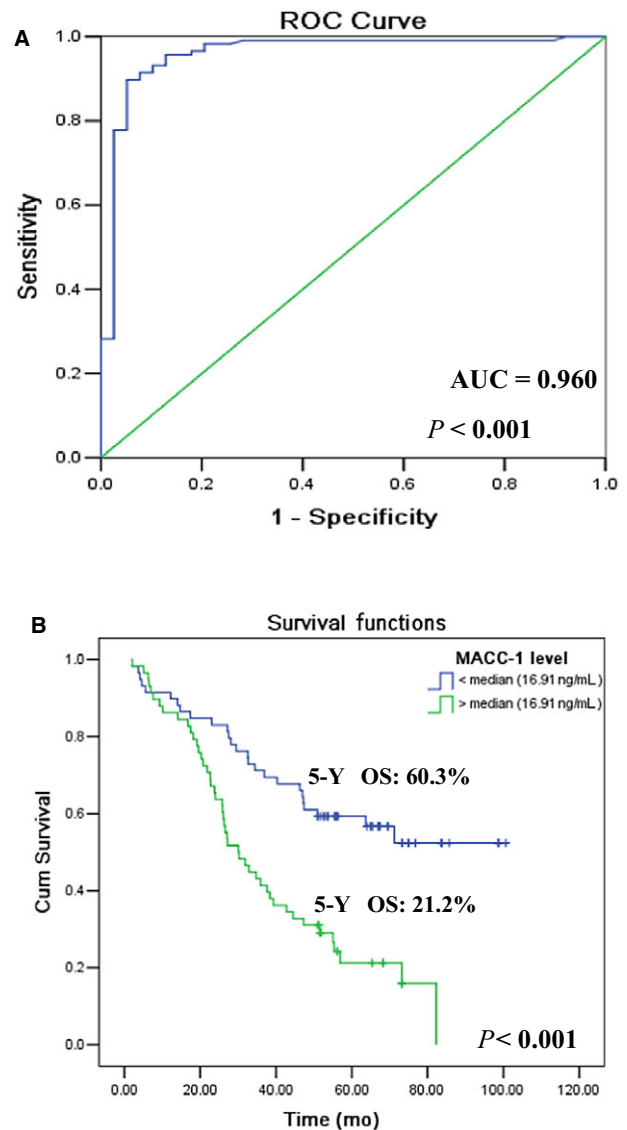 A
ROC Curve
1.0
0.8
0.6
0.4
0.2
0.0
Sensitivity
AUC = 0.960
P < 0.001
0.0 0.2 0.4 0.6 0.8 1.0
1 - Specificity
B
Survival functions
MACC-1 level
< median (16.91 ng/mL)
> median (16.91 ng/mL)
1.0
0.8
0.6
0.4
0.2
0.0
Cum Survival
5-Y OS: 60.3%
5-Y OS: 21.2%
P< 0.001
0.00 20.00 40.00 60.00 80.00 100.00 120.00
Time (mo)